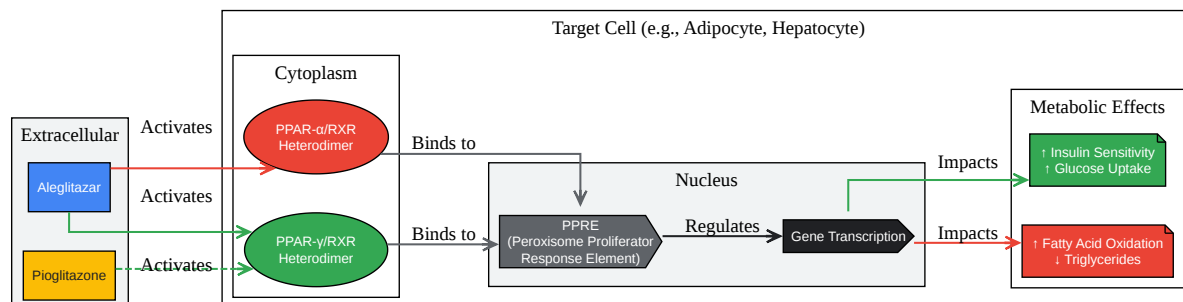 Target Cell (e.g., Adipocyte, Hepatocyte)
Cytoplasm
Metabolic Effects
Extracellular
Activates
PPAR-α/RXR
Heterodimer
Binds to
Impacts
↑ Insulin Sensitivity
↑ Glucose Uptake
Aleglitazar
Activates
Nucleus
PPAR-γ/RXR
Heterodimer
Binds to
PPRE
(Peroxisome Proliferator
Response Element)
Regulates
Gene Transcription
Impacts
↑ Fatty Acid Oxidation
↓ Triglycerides
Pioglitazone
Activates